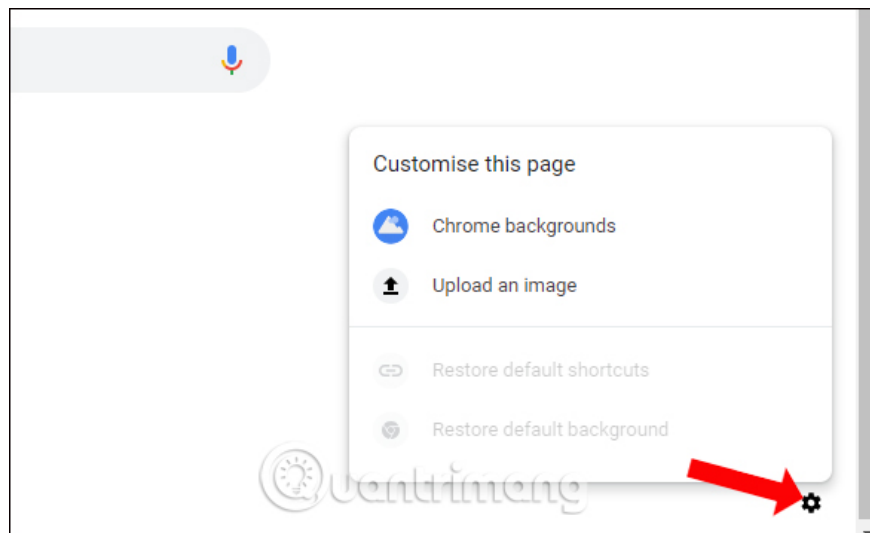 Customise this page
Chrome backgrounds
Upload an image
Restore default shortcuts
Restore default background
Quantrimang